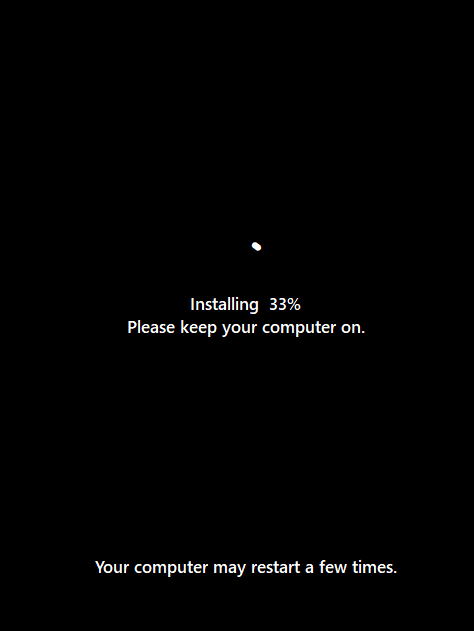 Installing 33%
Please keep your computer on.
Your computer may restart a few times.